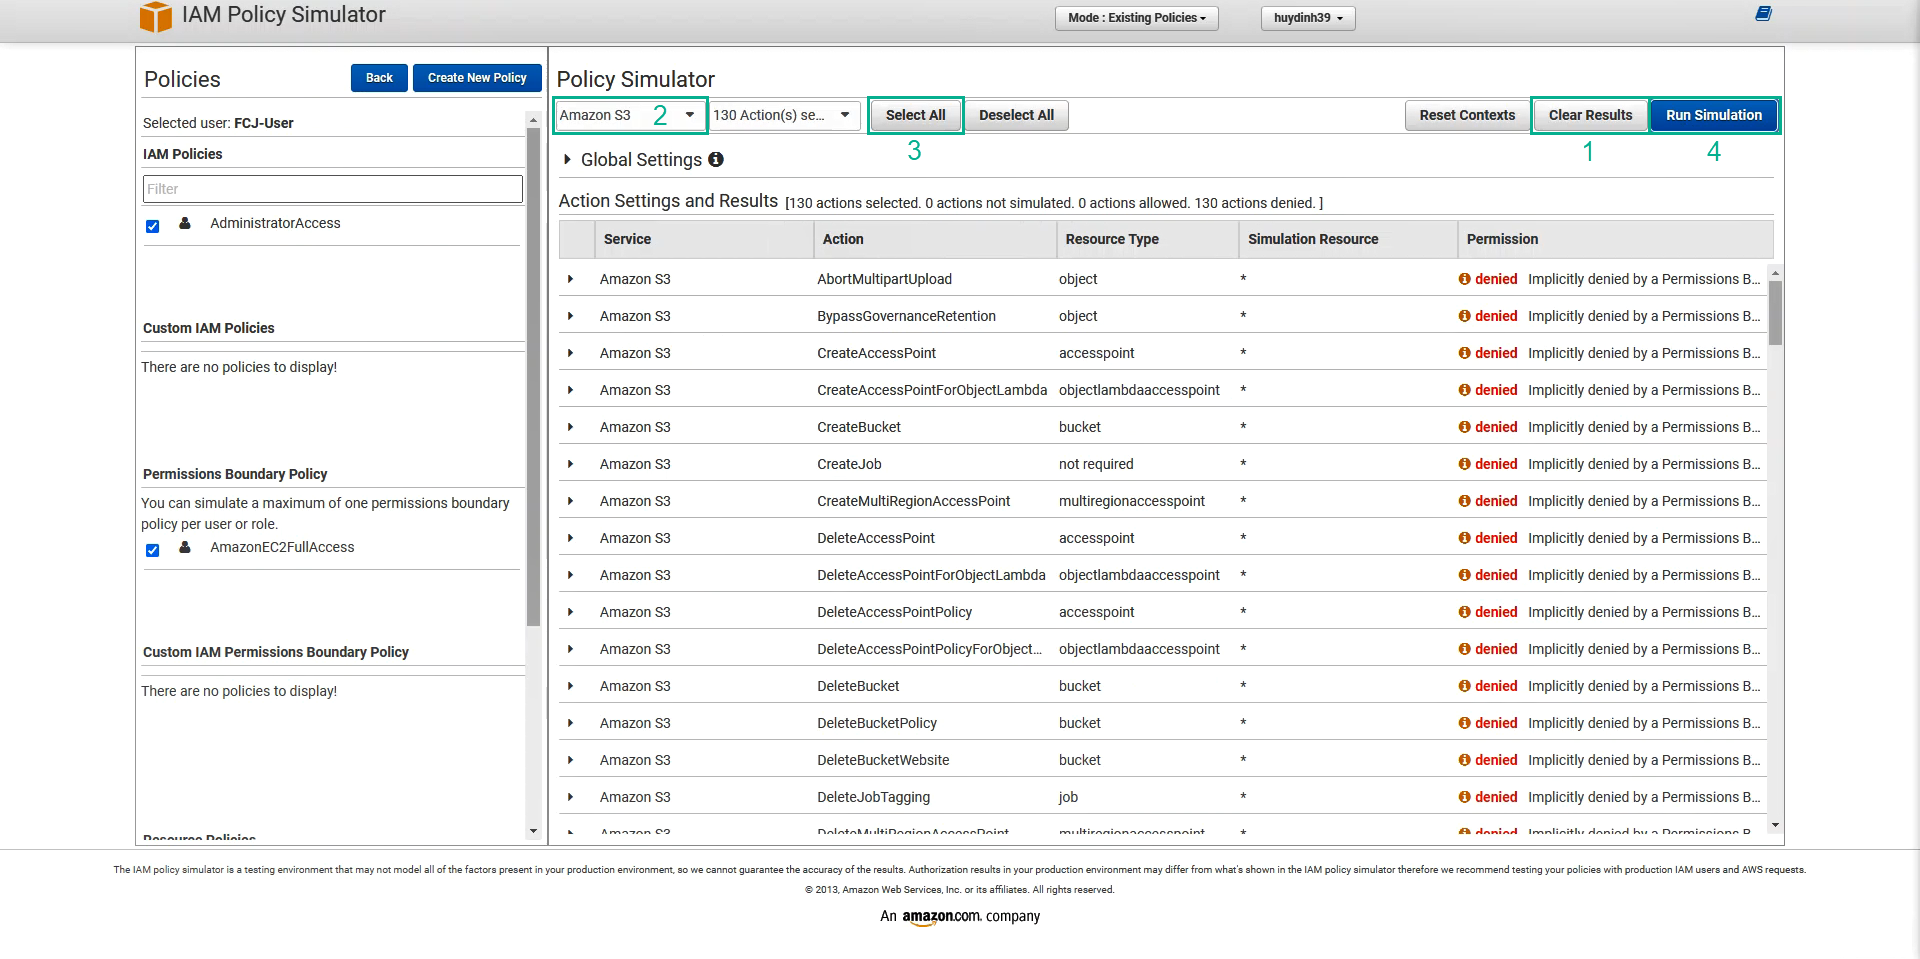 IAM Policy Simulator
Mode : Existing Policies
huydinh39
Policies
Back
Create New Policy
Selected user: FCJ-User
IAM Policies
Filter
AdministratorAccess
Custom IAM Policies
There are no policies to display!
Permissions Boundary Policy
You can simulate a maximum of one permissions boundary
policy per user or role.
AmazonEC2FullAccess
Custom IAM Permissions Boundary Policy
There are no policies to display!
Resource Policies
Policy Simulator
Amazon S3 2
130 Action(s) se...
Select All
3
Deselect All
Reset Contexts
Clear Results
1
Run Simulation
4
Global Settings
Action Settings and Results [130 actions selected. 0 actions not simulated. 0 actions allowed. 130 actions denied. ]
Service Action Resource Type Simulation Resource Permission
Amazon S3 AbortMultipartUpload object * denied Implicitly denied by a Permissions B...
Amazon S3 BypassGovernanceRetention object * denied Implicitly denied by a Permissions B...
Amazon S3 CreateAccessPoint accesspoint * denied Implicitly denied by a Permissions B...
Amazon S3 CreateAccessPointForObjectLambda objectlambdaaccesspoint * denied Implicitly denied by a Permissions B...
Amazon S3 CreateBucket bucket * denied Implicitly denied by a Permissions B...
Amazon S3 CreateJob not required * denied Implicitly denied by a Permissions B...
Amazon S3 CreateMultiRegionAccessPoint multiregionaccesspoint * denied Implicitly denied by a Permissions B...
Amazon S3 DeleteAccessPoint accesspoint * denied Implicitly denied by a Permissions B...
Amazon S3 DeleteAccessPointForObjectLambda objectlambdaaccesspoint * denied Implicitly denied by a Permissions B...
Amazon S3 DeleteAccessPointPolicy accesspoint * denied Implicitly denied by a Permissions B...
Amazon S3 DeleteAccessPointPolicyForObject... objectlambdaaccesspoint * denied Implicitly denied by a Permissions B...
Amazon S3 DeleteBucket bucket * denied Implicitly denied by a Permissions B...
Amazon S3 DeleteBucketPolicy bucket * denied Implicitly denied by a Permissions B...
Amazon S3 DeleteBucketWebsite bucket * denied Implicitly denied by a Permissions B...
Amazon S3 DeleteJobTagging job * denied Implicitly denied by a Permissions B...
Amazon S3 DeleteMultiRegionAccessPoint multiregionaccesspoint * denied Implicitly denied by a Permissions B...
The IAM policy simulator is a testing environment that may not model all of the factors present in your production environment, so we cannot guarantee the accuracy of the results. Authorization results in your production environment may differ from what's shown in the IAM policy simulator therefore we recommend testing your policies with production IAM users and AWS requests.
© 2013, Amazon Web Services, Inc. or its affiliates. All rights reserved.
An amazon.com. company